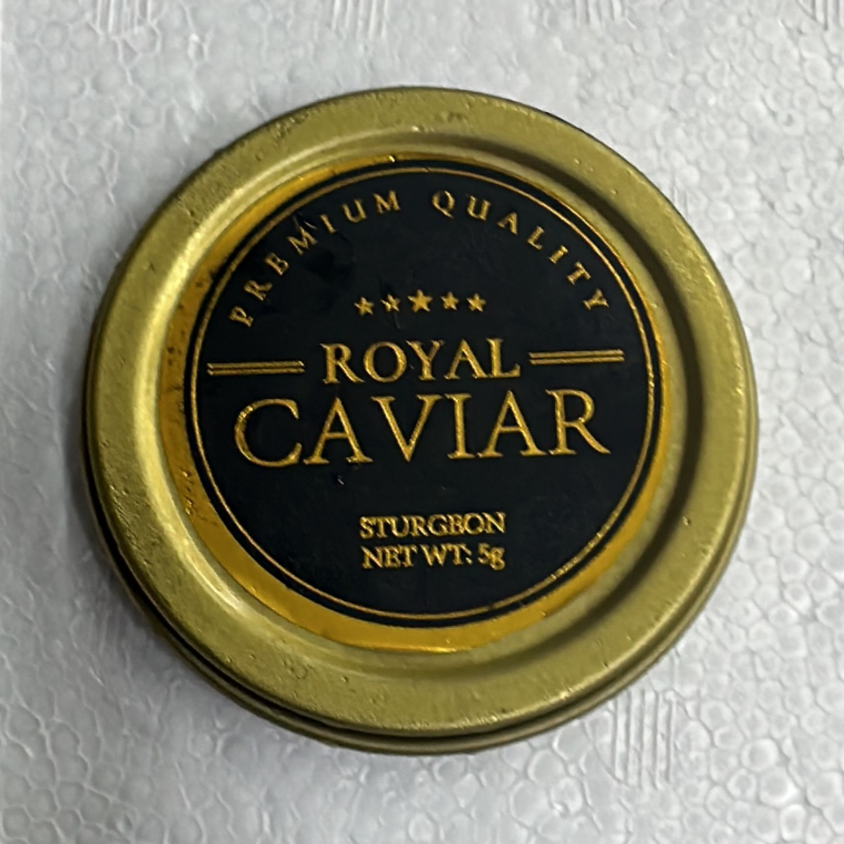 PREMIUM QUALITY
ROYAL
CAVIAR
STURGEON
NET WT: 5g